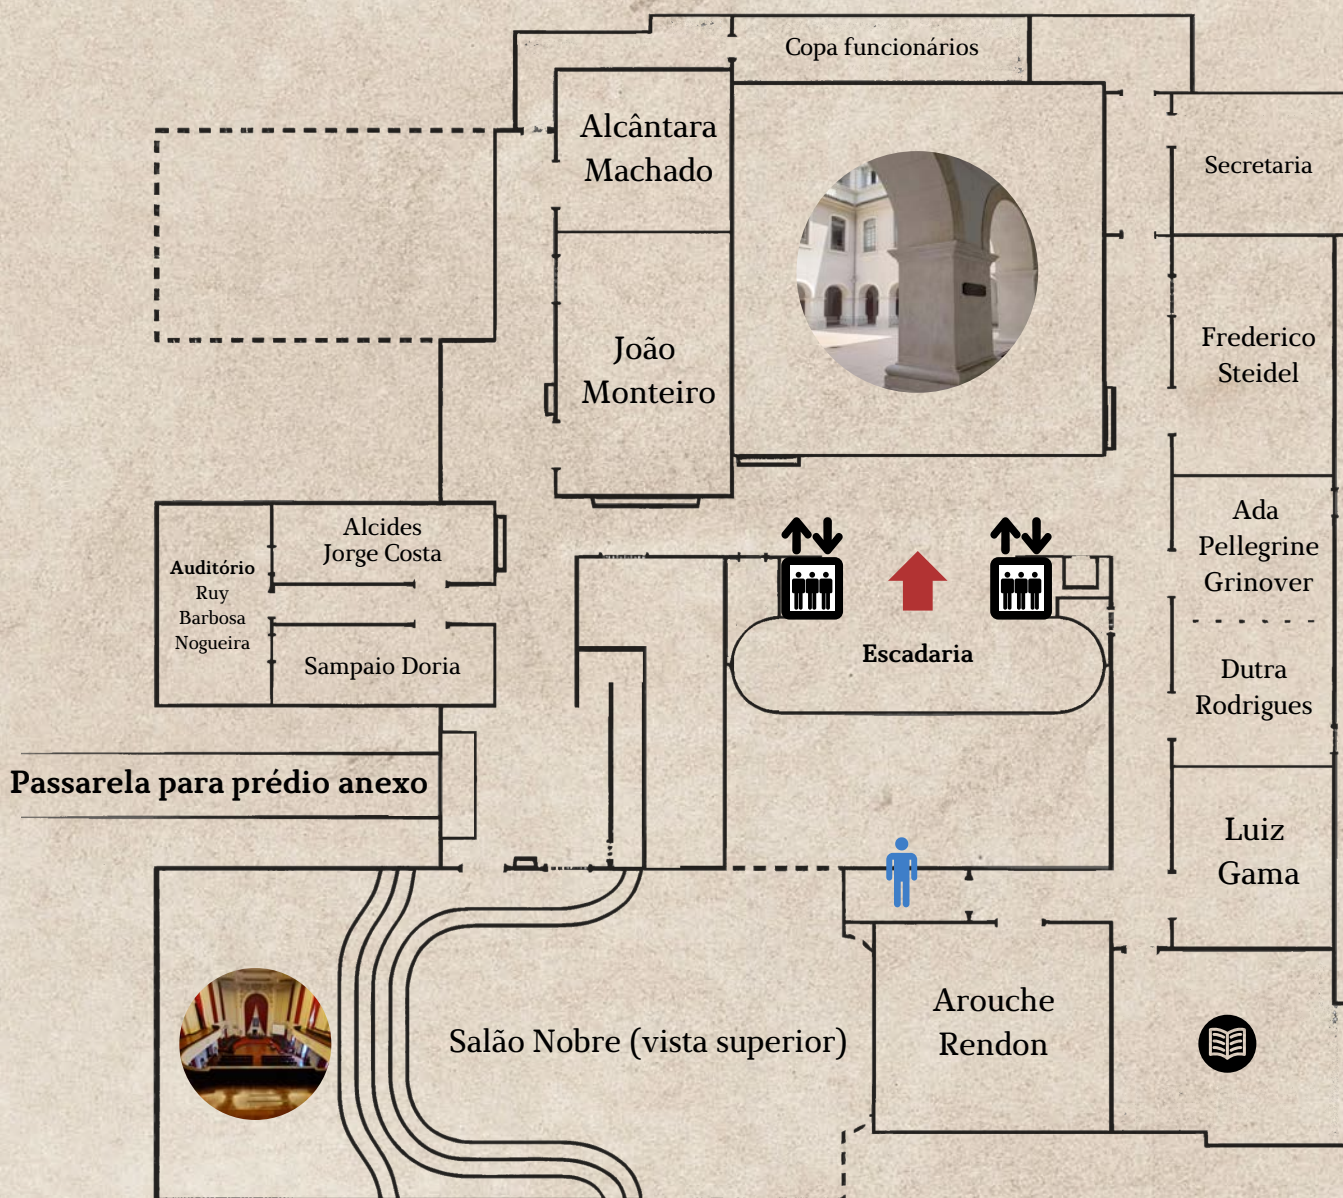 Copa funcionários
Alcântara
Machado
Secretaria
João
Monteiro
Frederico
Steidel
Alcides
Jorge Costa
Auditório
Ruy
Barbosa
Nogueira
Sampaio Doria
Escadaria
Ada
Pellegrine
Grinover
Dutra
Rodrigues
Passarela para prédio anexo
Luiz
Gama
Arouche
Rendon
Salão Nobre (vista superior)